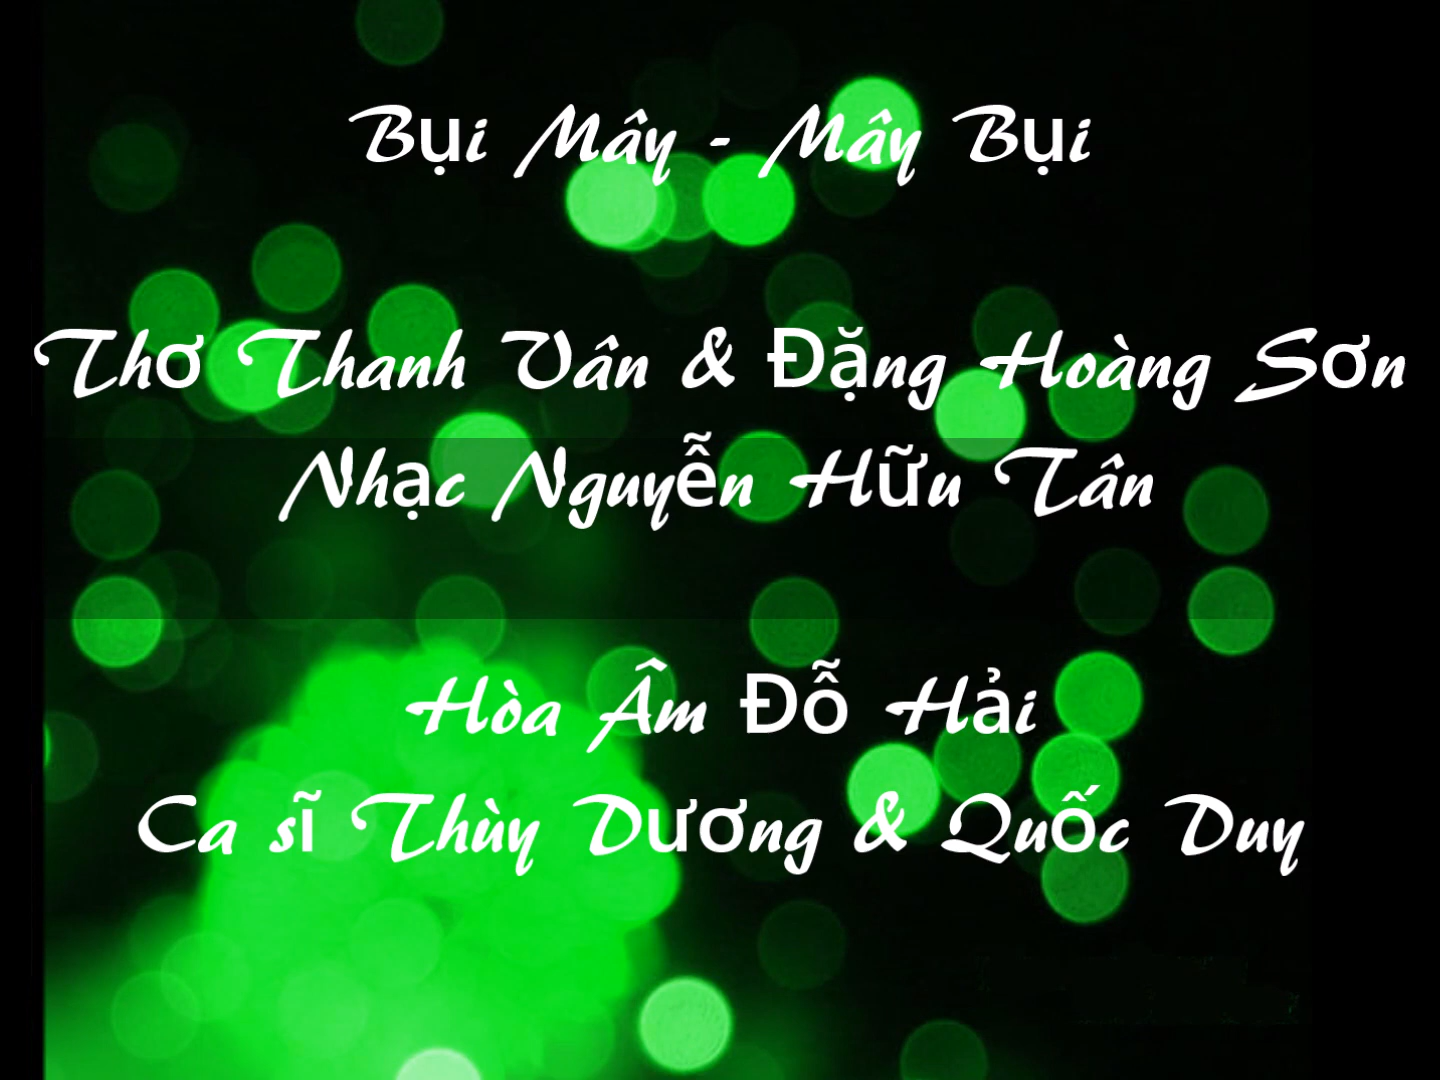 Bụi Mây - Mây Bụi
Thơ Thanh Vân & Đặng Hoàng Sơn
Nhạc Nguyễn Hữu Tân
Hòa Âm Đỗ Hải
Ca sĩ Thùy Dương & Quốc Duy